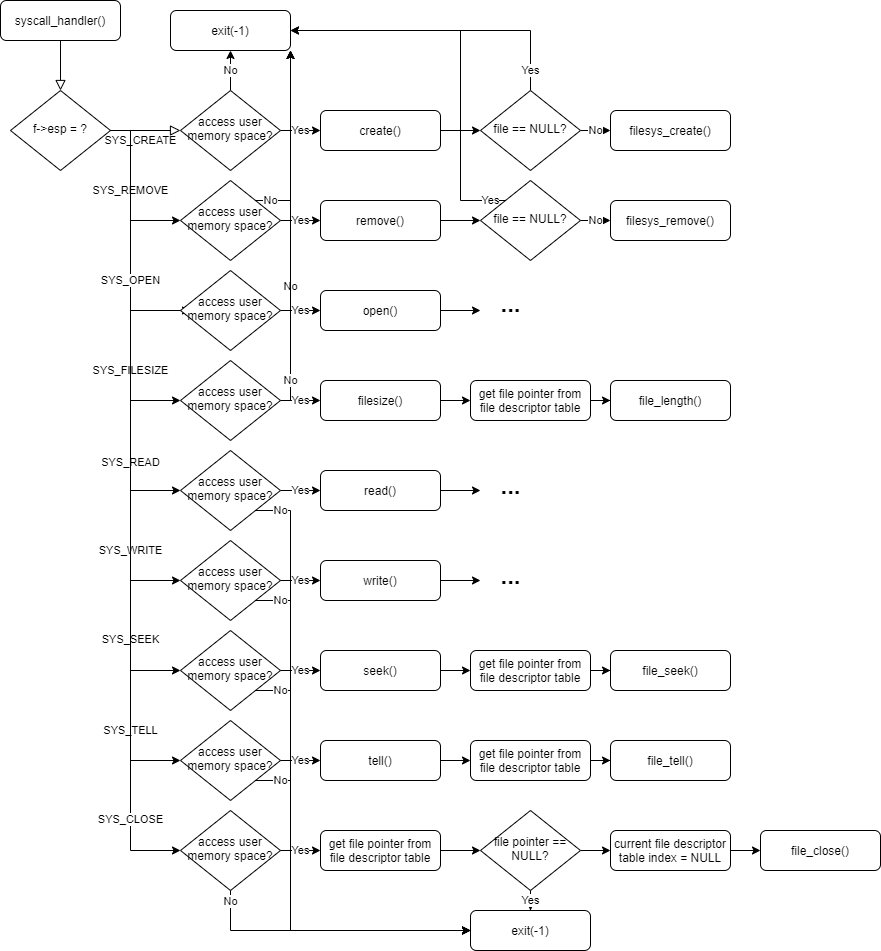 syscall_handler()
exit(-1)
No
Yes
f->esp = ?
SYS_CREATE
access user
memory space?
Yes
create()
file == NULL?
No
filesys_create()
SYS_REMOVE
access user
memory space?
No
Yes
remove()
Yes
file == NULL?
No
filesys_remove()
SYS_OPEN
access user
memory space?
No
Yes
open()
...
SYS_FILESIZE
access user
memory space?
No
Yes
filesize()
get file pointer from
file descriptor table
file_length()
SYS_READ
access user
memory space?
Yes
No
read()
...
SYS_WRITE
access user
memory space?
Yes
No
write()
...
SYS_SEEK
access user
memory space?
Yes
No
seek()
get file pointer from
file descriptor table
file_seek()
SYS_TELL
access user
memory space?
Yes
No
tell()
get file pointer from
file descriptor table
file_tell()
SYS_CLOSE
access user
memory space?
Yes
get file pointer from
file descriptor table
file pointer ==
NULL?
current file descriptor
table index = NULL
file_close()
No
Yes
exit(-1)